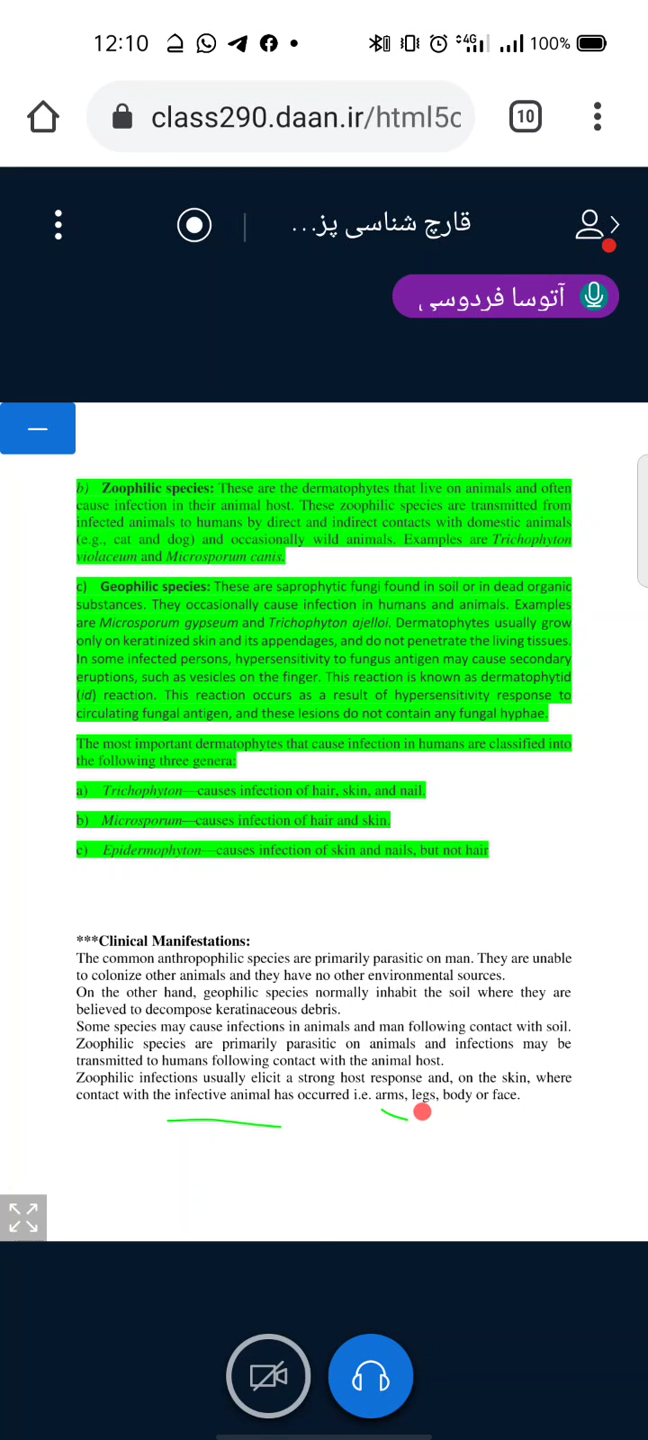 12:10
4G
100%
class290.daan.ir/html5c
10
قارچ شناسی پز...
آتوسا فردوسی
b) Zoophilic species: These are the dermatophytes that live on animals and often
cause infection in their animal host. These zoophilic species are transmitted from
infected animals to humans by direct and indirect contacts with domestic animals
(e.g., cat and dog) and occasionally wild animals. Examples are Trichophyton
violaceum and Microsporum canis.
c) Geophilic species: These are saprophytic fungi found in soil or in dead organic
substances. They occasionally cause infection in humans and animals. Examples
are Microsporum gypseum and Trichophyton ajelloi. Dermatophytes usually grow
only on keratinized skin and its appendages, and do not penetrate the living tissues.
In some infected persons, hypersensitivity to fungus antigen may cause secondary
eruptions, such as vesicles on the finger. This reaction is known as dermatophytid
(id) reaction. This reaction occurs as a result of hypersensitivity response to
circulating fungal antigen, and these lesions do not contain any fungal hyphae.
The most important dermatophytes that cause infection in humans are classified into
the following three genera:
a) Trichophyton—causes infection of hair, skin, and nail.
b) Microsporum—causes infection of hair and skin.
c) Epidermophyton—causes infection of skin and nails, but not hair
***Clinical Manifestations:
The common anthropophilic species are primarily parasitic on man. They are unable
to colonize other animals and they have no other environmental sources.
On the other hand, geophilic species normally inhabit the soil where they are
believed to decompose keratinaceous debris.
Some species may cause infections in animals and man following contact with soil.
Zoophilic species are primarily parasitic on animals and infections may be
transmitted to humans following contact with the animal host.
Zoophilic infections usually elicit a strong host response and, on the skin, where
contact with the infective animal has occurred i.e. arms, legs, body or face.